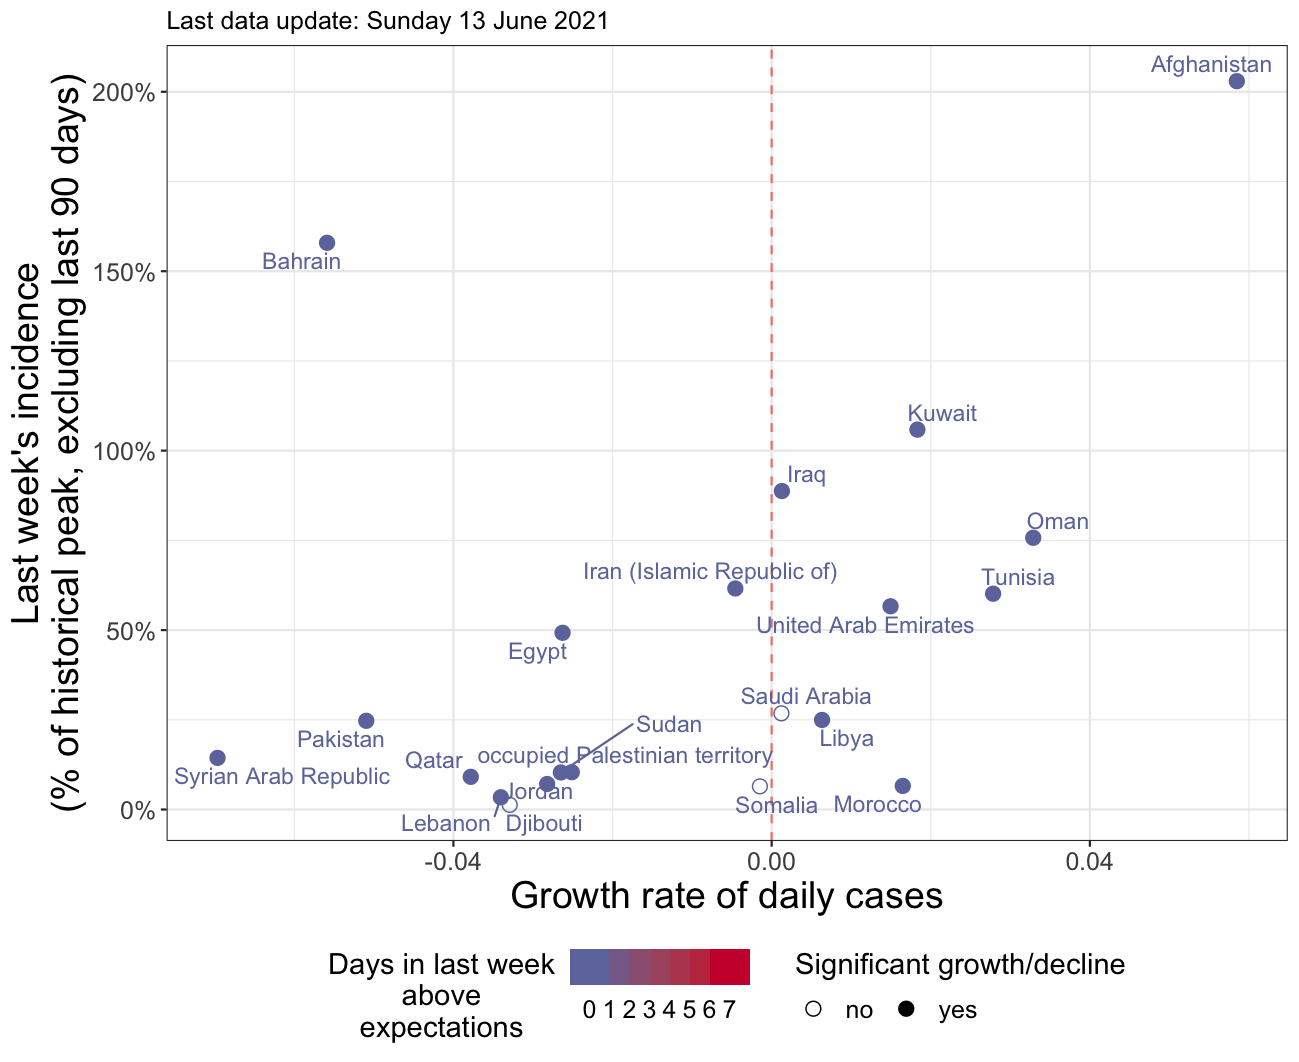 Last data update: Sunday 13 June 2021
Last week's incidence
(% of historical peak, excluding last 90 days)
200%
150%
100%
50%
0%
Afghanistan
Bahrain
Kuwait
Iraq
Oman
Iran (Islamic Republic of)
Tunisia
United Arab Emirates
Egypt
Saudi Arabia
Sudan
Libya
Pakistan
occupied Palestinian territory
Qatar
Syrian Arab Republic
Jordan
Somalia
Morocco
Lebanon
Djibouti
-0.04
0.00
0.04
Growth rate of daily cases
Days in last week
above
expectations
0 1 2 3 4 5 6 7
Significant growth/decline
no
yes